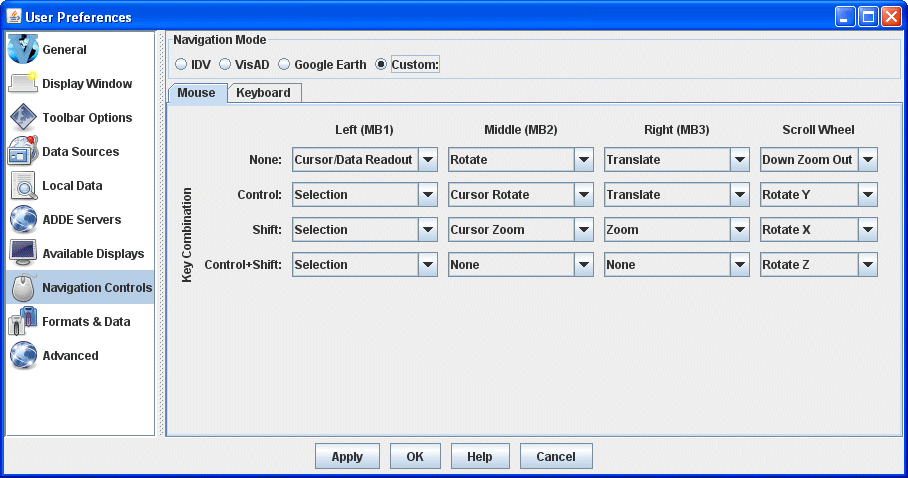 User Preferences
General
Display Window
Toolbar Options
Data Sources
Local Data
ADDE Servers
Available Displays
Navigation Controls
Formats & Data
Advanced
Navigation Mode
IDV VisAD Google Earth Custom:
Mouse Keyboard
Left (MB1) Middle (MB2) Right (MB3) Scroll Wheel
Key Combination
None: Cursor/Data Readout Rotate Translate Down Zoom Out
Control: Selection Cursor Rotate Translate Rotate Y
Shift: Selection Cursor Zoom Zoom Rotate X
Control+Shift: Selection None None Rotate Z
Apply OK Help Cancel